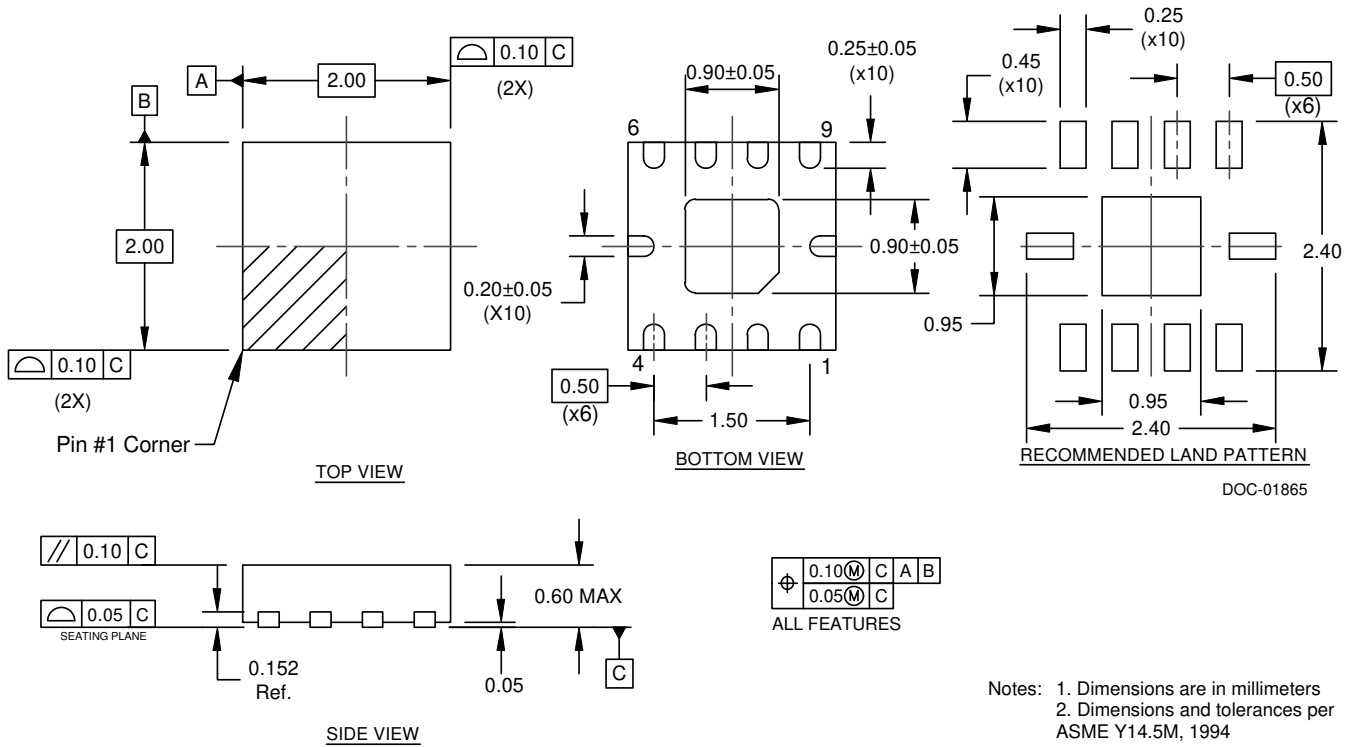 ⌓ 0.10 C
(2X)
A
2.00
B
2.00
⌓ 0.10 C
(2X)
Pin #1 Corner
TOP VIEW
0.90±0.05
0.25±0.05
(x10)
6
9
0.20±0.05
(X10)
0.90±0.05
4
1
0.50
(x6)
1.50
BOTTOM VIEW
0.25
(x10)
0.45
(x10)
0.50
(x6)
2.40
0.95
0.95
2.40
RECOMMENDED LAND PATTERN
DOC-01865
// 0.10 C
⌓ 0.05 C
SEATING PLANE
0.152
Ref.
0.60 MAX
0.05
C
SIDE VIEW
⌖ 0.10Ⓜ C A B
0.05Ⓜ C
ALL FEATURES
Notes: 1. Dimensions are in millimeters
2. Dimensions and tolerances per
ASME Y14.5M, 1994